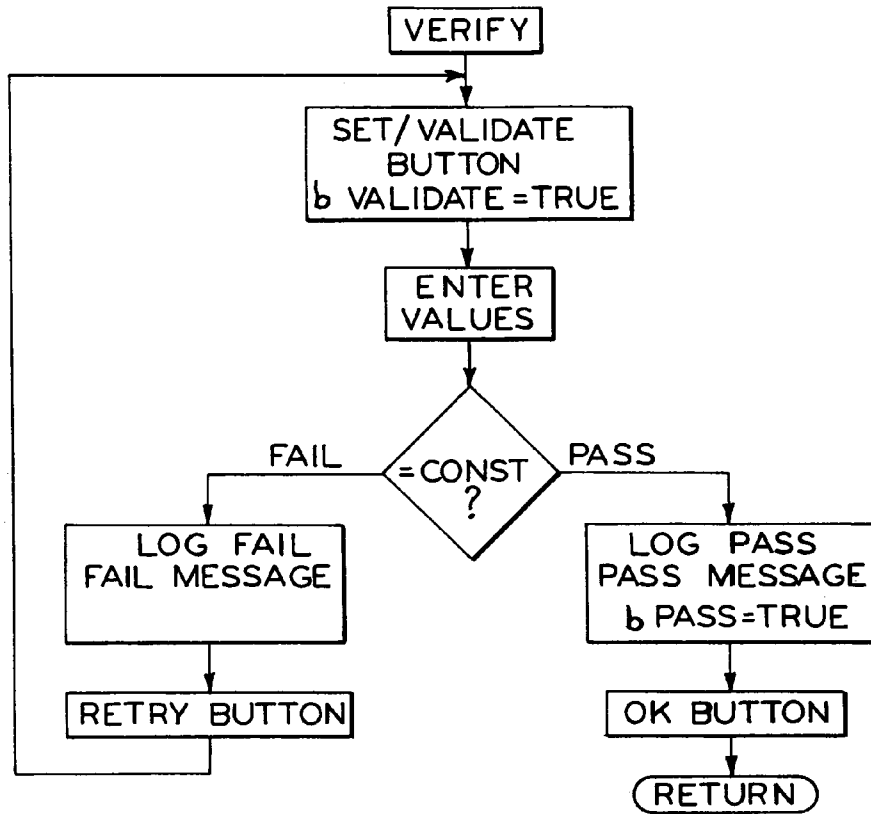 VERIFY
SET/VALIDATE
BUTTON
b VALIDATE=TRUE
ENTER
VALUES
=CONST
?
FAIL
PASS
LOG FAIL
FAIL MESSAGE
RETRY BUTTON
LOG PASS
PASS MESSAGE
b PASS=TRUE
OK BUTTON
RETURN